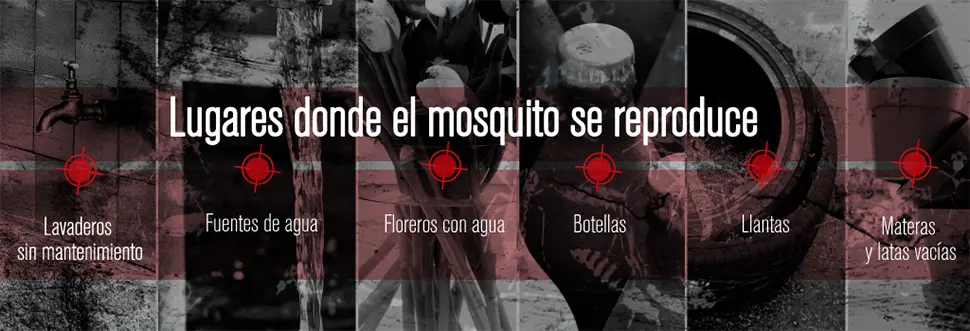 Lugares donde el mosquito se reproduce
Lavaderos
sin mantenimiento
Fuentes de agua
Floreros con agua
Botellas
Llantas
Materas
y latas vacías